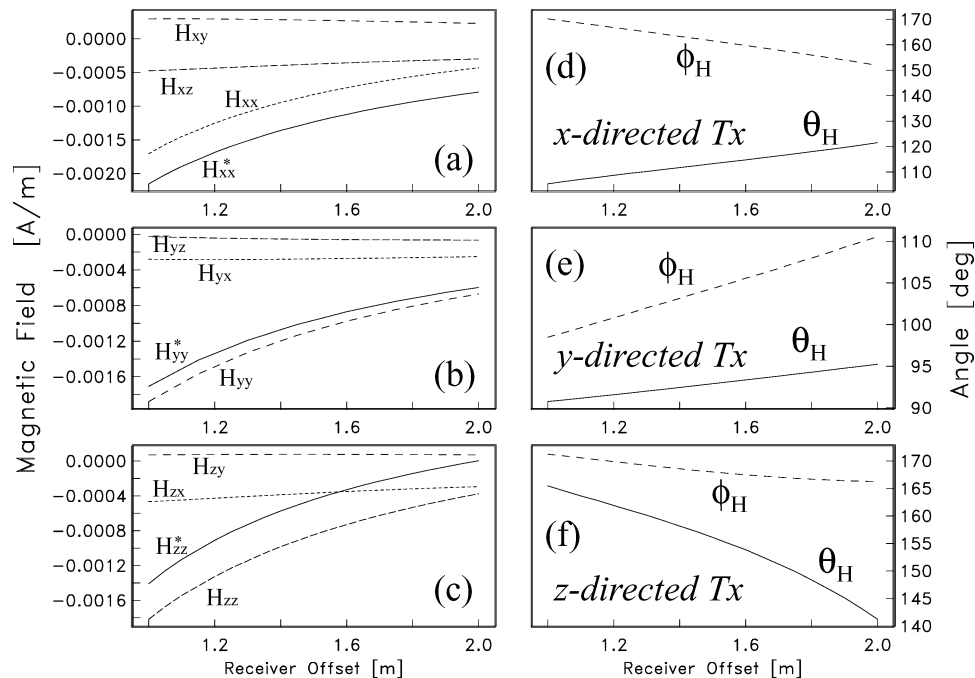 Magnetic Field [A/m]
0.0000
−0.0005
−0.0010
−0.0015
−0.0020
Hxy
Hxz
Hxx
H*xx
(a)
1.2 1.6 2.0
0.0000
−0.0004
−0.0008
−0.0012
−0.0016
Hyz
Hyx
H*yy
Hyy
(b)
1.2 1.6 2.0
0.0000
−0.0004
−0.0008
−0.0012
−0.0016
Hzy
Hzx
H*zz
Hzz
(c)
1.2 1.6 2.0
Receiver Offset [m]
(d)
ϕH
θH
x-directed Tx
170
160
150
140
130
120
110
1.2 1.6 2.0
(e)
ϕH
θH
y-directed Tx
110
105
100
95
90
1.2 1.6 2.0
(f)
ϕH
θH
z-directed Tx
170
165
160
155
150
145
140
1.2 1.6 2.0
Receiver Offset [m]
Angle [deg]